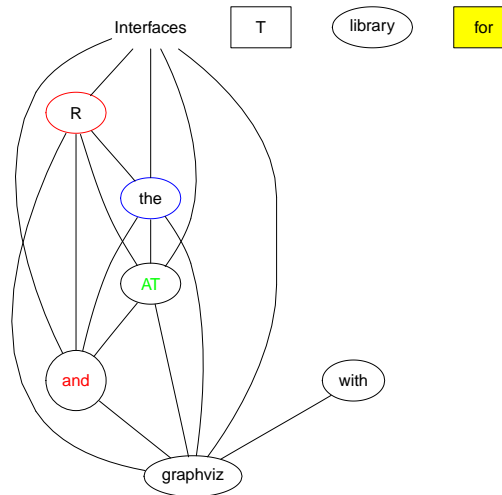 Interfaces T library for
R
the
AT
and
with
graphviz